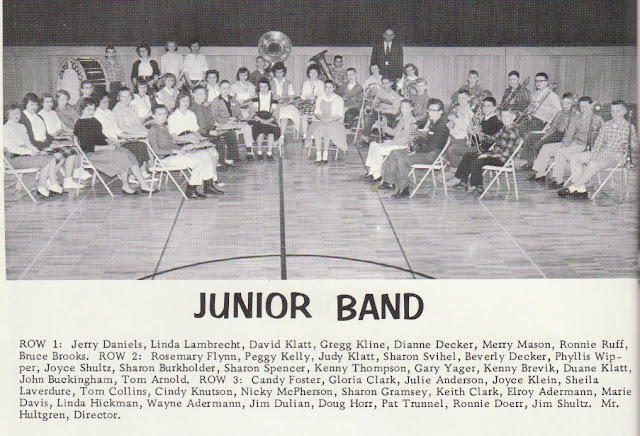 JUNIOR BAND
ROW 1: Jerry Daniels, Linda Lambrecht, David Klatt, Gregg Kline, Dianne Decker, Merry Mason, Ronnie Ruff,
Bruce Brooks. ROW 2: Rosemary Flynn, Peggy Kelly, Judy Klatt, Sharon Svihel, Beverly Decker, Phyllis Wip-
per, Joyce Shultz, Sharon Burkholder, Sharon Spencer, Kenny Thompson, Gary Yager, Kenny Brevik, Duane Klatt,
John Buckingham, Tom Arnold. ROW 3: Candy Foster, Gloria Clark, Julie Anderson, Joyce Klein, Sheila
Laverdure, Tom Collins, Cindy Knutson, Nicky McPherson, Sharon Gramsey, Keith Clark, Elroy Adermann, Marie
Davis, Linda Hickman, Wayne Adermann, Jim Dulian, Doug Horr, Pat Trunnel, Ronnie Doerr, Jim Shultz. Mr.
Hultgren, Director.